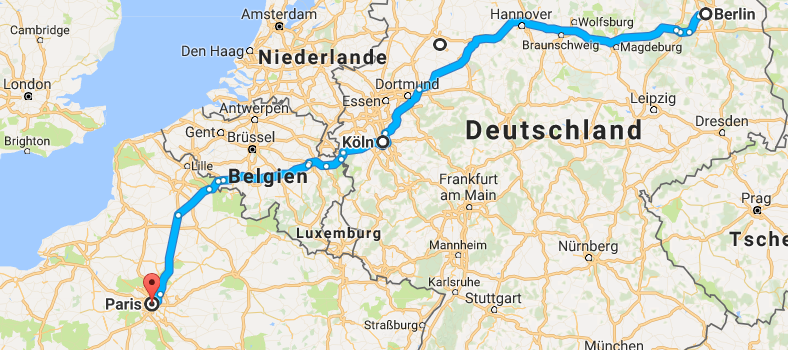 Amsterdam
Hannover
Berlin
Cambridge
Wolfsburg
Den Haag
Braunschweig
Magdeburg
Niederlande
London
Dortmund
Essen
Leipzig
Antwerpen
Dresden
Gent
Deutschland
Brighton
Brüssel
Köln
Lille
Belgien
Frankfurt
am Main
Prag
Luxemburg
Tsche
Mannheim
Nürnberg
Karlsruhe
Paris
Stuttgart
Straßburg
München